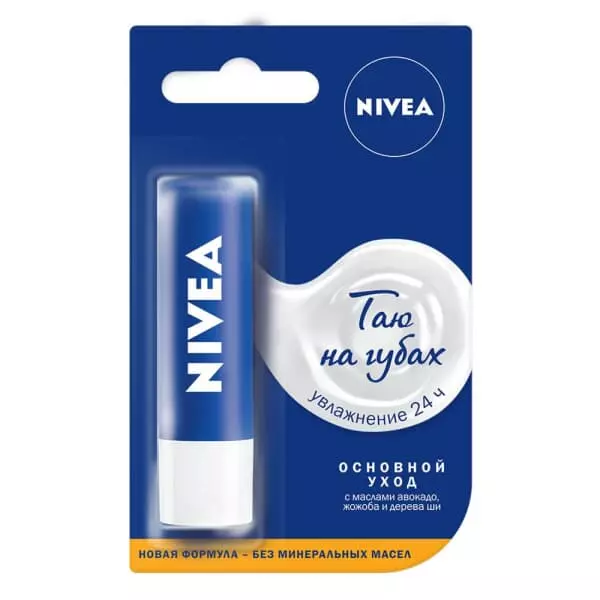 NIVEA
NIVEA
Таю
на губах
увлажнение 24 ч
ОСНОВНОЙ
УХОД
с маслами авокадо,
жожоба и дерева ши
НОВАЯ ФОРМУЛА – БЕЗ МИНЕРАЛЬНЫХ МАСЕЛ